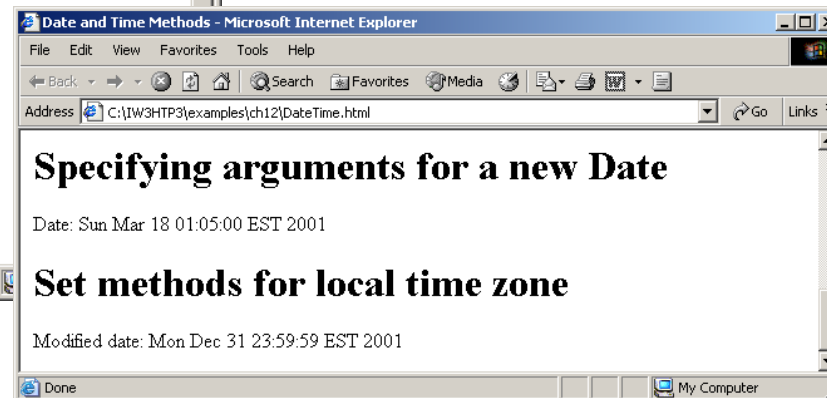 Date and Time Methods - Microsoft Internet Explorer
File Edit View Favorites Tools Help
Back Search Favorites Media
Address C:\IW3HTP3\examples\ch12\DateTime.html Go Links
Specifying arguments for a new Date
Date: Sun Mar 18 01:05:00 EST 2001
Set methods for local time zone
Modified date: Mon Dec 31 23:59:59 EST 2001
Done My Computer